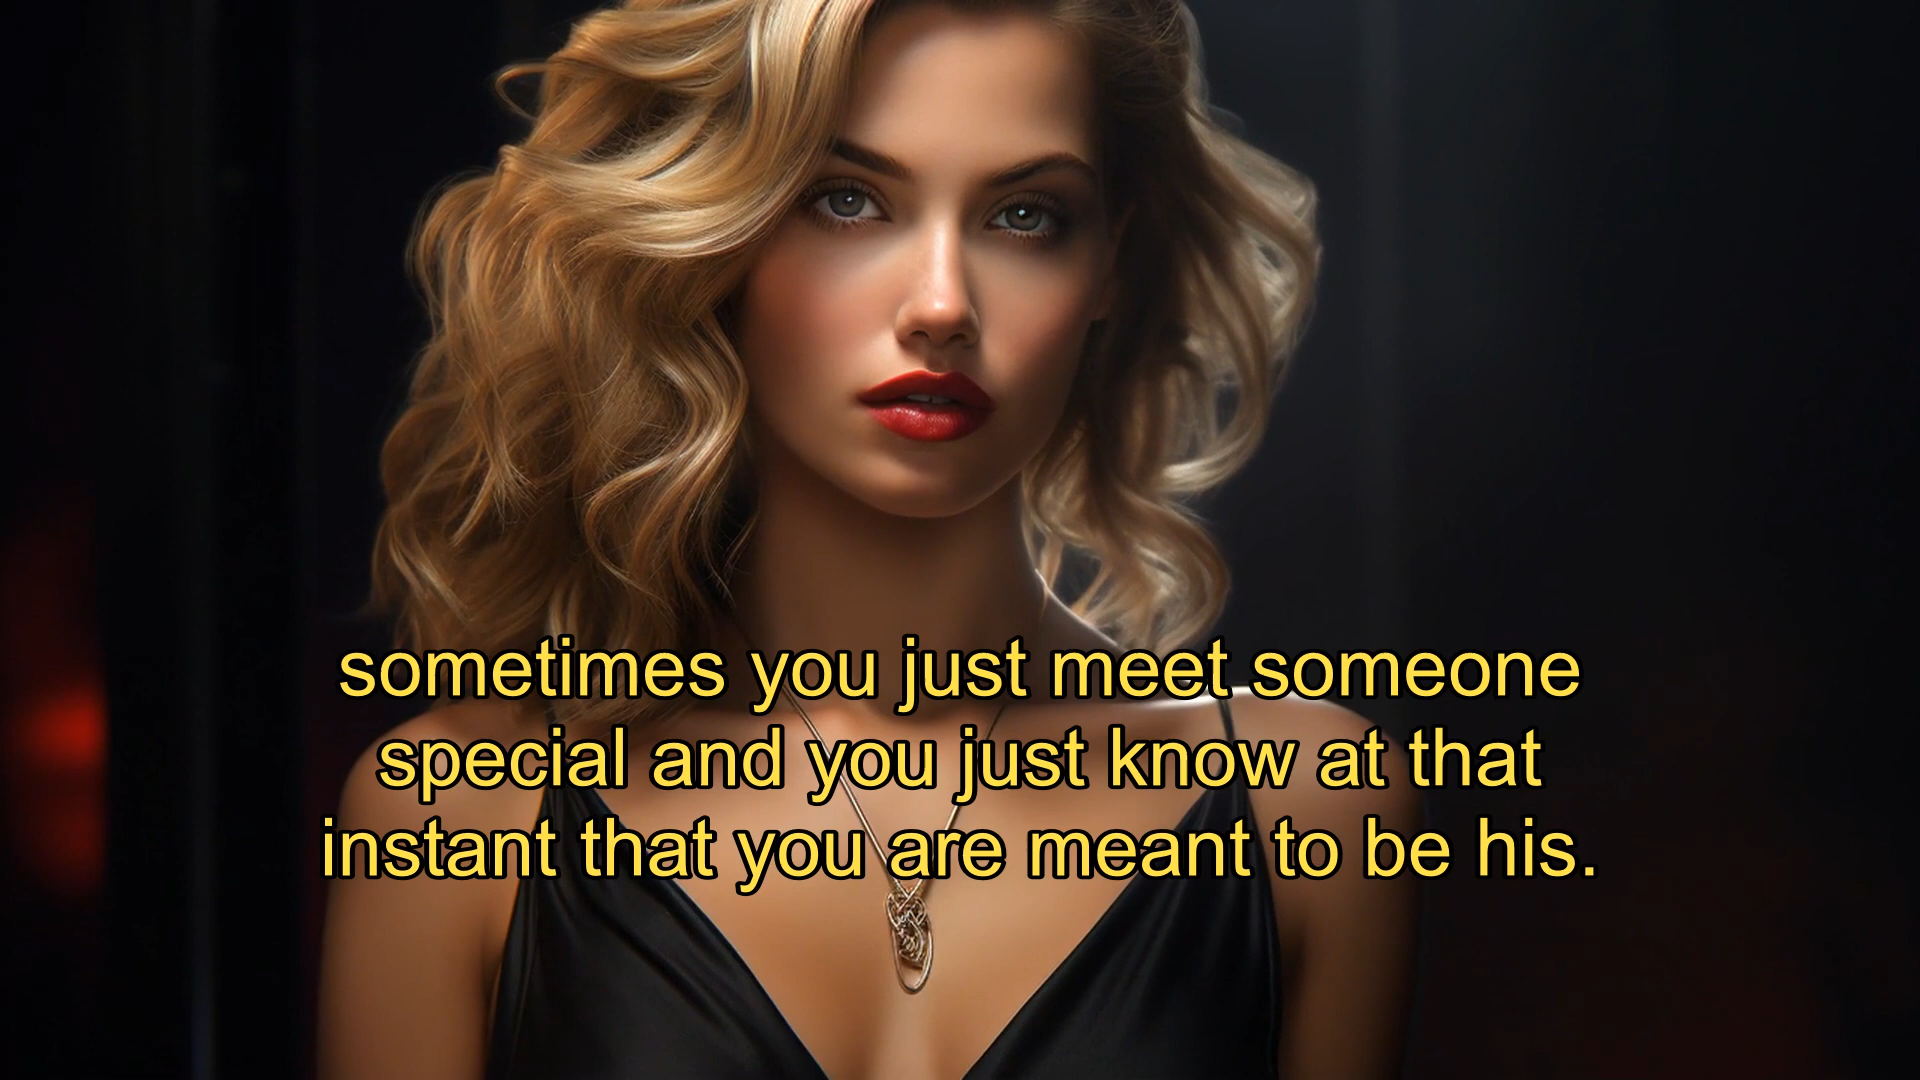 sometimes you just meet someone
special and you just know at that
instant that you are meant to be his.